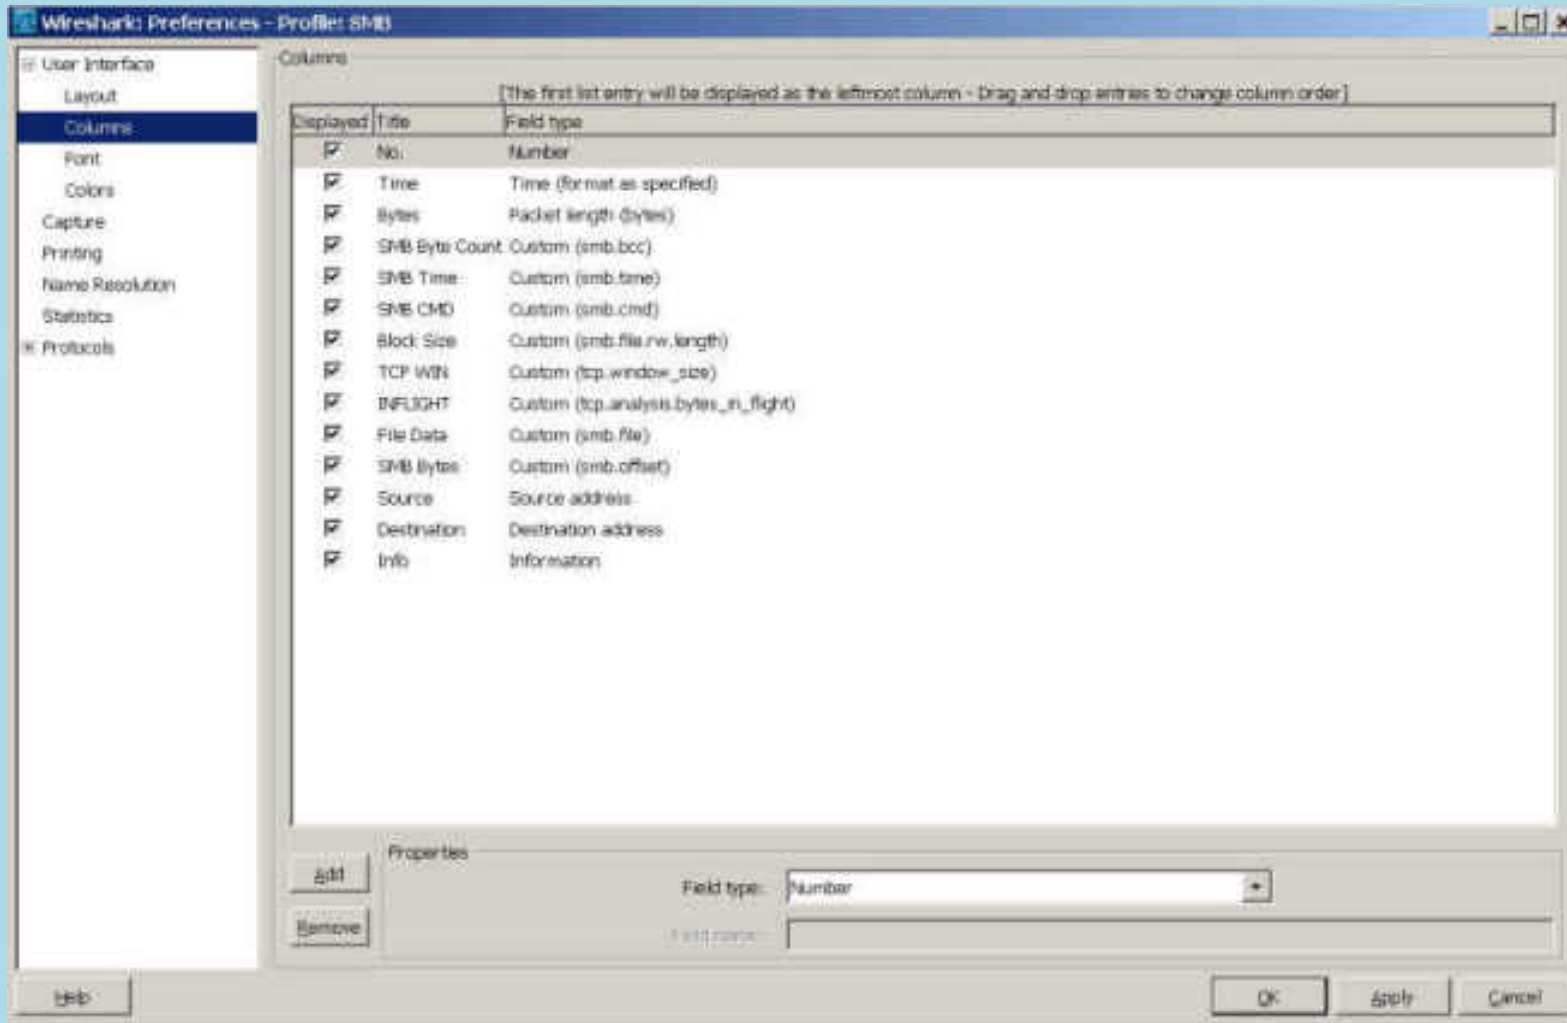 Wireshark: Preferences - Profile: SMB
User Interface
Layout
Columns
Font
Colors
Capture
Printing
Name Resolution
Statistics
Protocols
Columns
[The first list entry will be displayed as the leftmost column - Drag and drop entries to change column order]
Displayed Title Field type
No. Number
Time Time (format as specified)
Bytes Packet length (bytes)
SMB Byte Count Custom (smb.bcc)
SMB Time Custom (smb.time)
SMB CMD Custom (smb.cmd)
Block Size Custom (smb.file.rw.length)
TCP WIN Custom (tcp.window_size)
INFLIGHT Custom (tcp.analysis.bytes_in_flight)
File Data Custom (smb.file)
SMB Bytes Custom (smb.offset)
Source Source address
Destination Destination address
Info Information
Add
Remove
Properties
Field type: Number
Field name:
Help
OK Apply Cancel